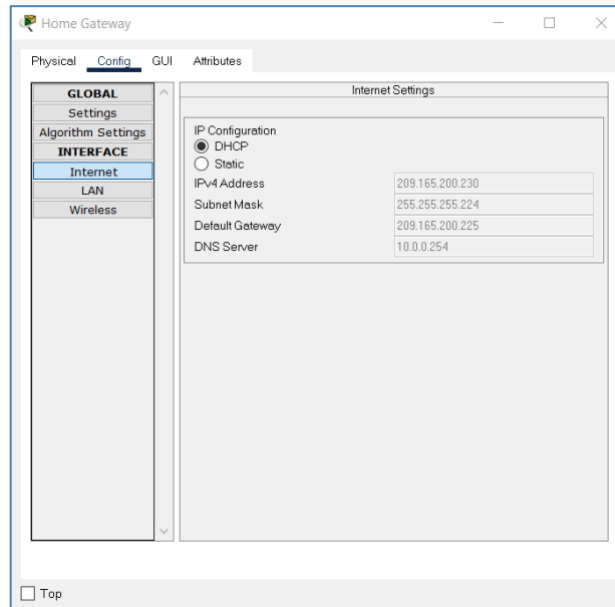 Home Gateway
Physical Config GUI Attributes
GLOBAL
Settings
Algorithm Settings
INTERFACE
Internet
LAN
Wireless
Internet Settings
IP Configuration
DHCP
Static
IPv4 Address 209.165.200.230
Subnet Mask 255.255.255.224
Default Gateway 209.165.200.225
DNS Server 10.0.0.254
Top